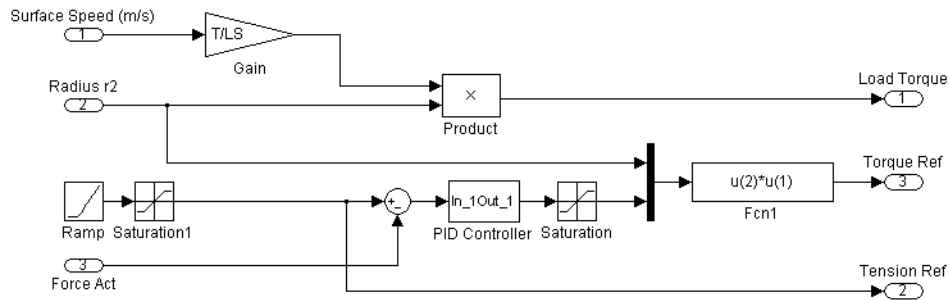 Surface Speed (m/s)
1
T/LS
Gain
Radius r2
2
×
Product
Load Torque
1
Torque Ref
3
u(2)*u(1)
Fcn1
Ramp
Saturation1
+
-
In_1Out_1
PID Controller
Saturation
3
Force Act
Tension Ref
2